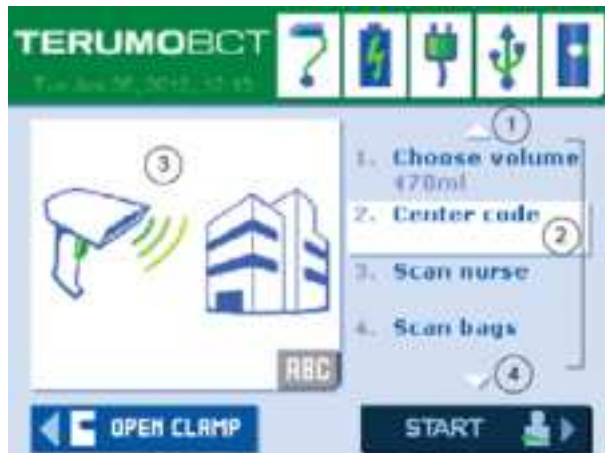 TERUMOBCT
1
3
1. Choose volume
470ml
2. Center code
2
3. Scan nurse
4. Scan bags
ABC
4
OPEN CLAMP
START